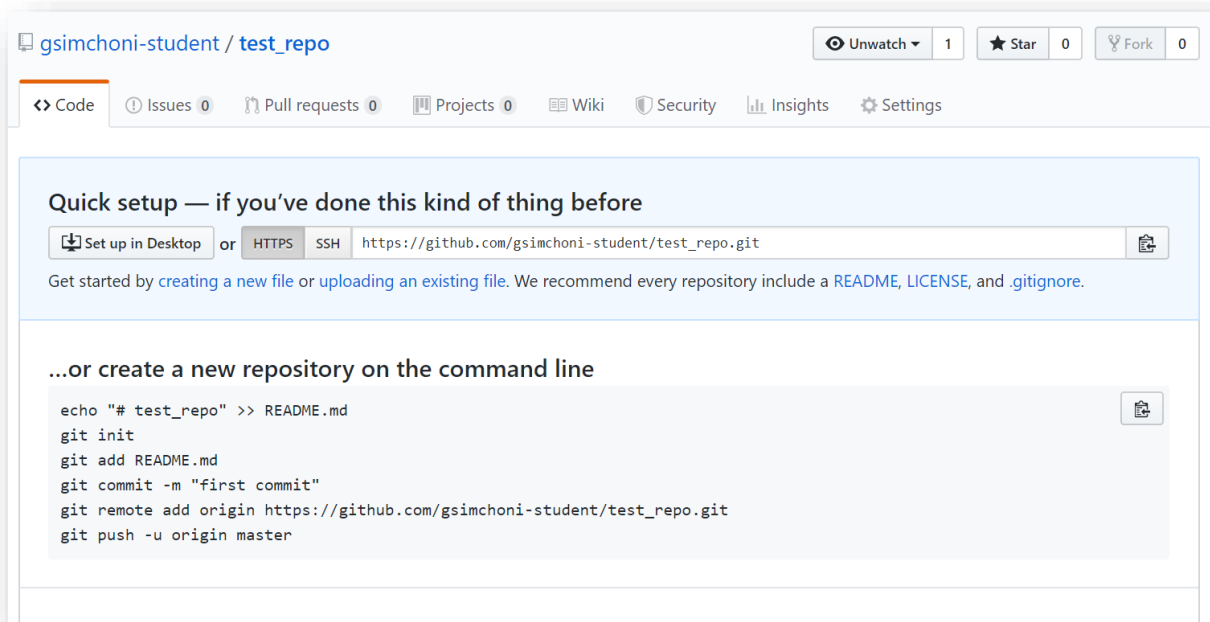 gsimchoni-student / test_repo
Unwatch 1 Star 0 Fork 0
Code Issues 0 Pull requests 0 Projects 0 Wiki Security Insights Settings
Quick setup — if you’ve done this kind of thing before
Set up in Desktop or HTTPS SSH https://github.com/gsimchoni-student/test_repo.git
Get started by creating a new file or uploading an existing file. We recommend every repository include a README, LICENSE, and .gitignore.
…or create a new repository on the command line
echo "# test_repo" >> README.md
git init
git add README.md
git commit -m "first commit"
git remote add origin https://github.com/gsimchoni-student/test_repo.git
git push -u origin master